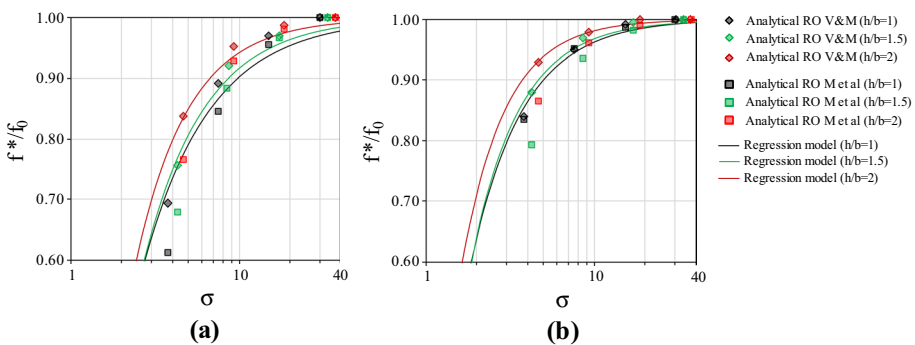 f*/f0
1.00
0.90
0.80
0.70
0.60
1
10
40
σ
(a)
f*/f0
1.00
0.90
0.80
0.70
0.60
1
10
40
σ
(b)
Analytical RO V&M (h/b=1)
Analytical RO V&M (h/b=1.5)
Analytical RO V&M (h/b=2)
Analytical RO M et al (h/b=1)
Analytical RO M et al (h/b=1.5)
Analytical RO M et al (h/b=2)
Regression model (h/b=1)
Regression model (h/b=1.5)
Regression model (h/b=2)